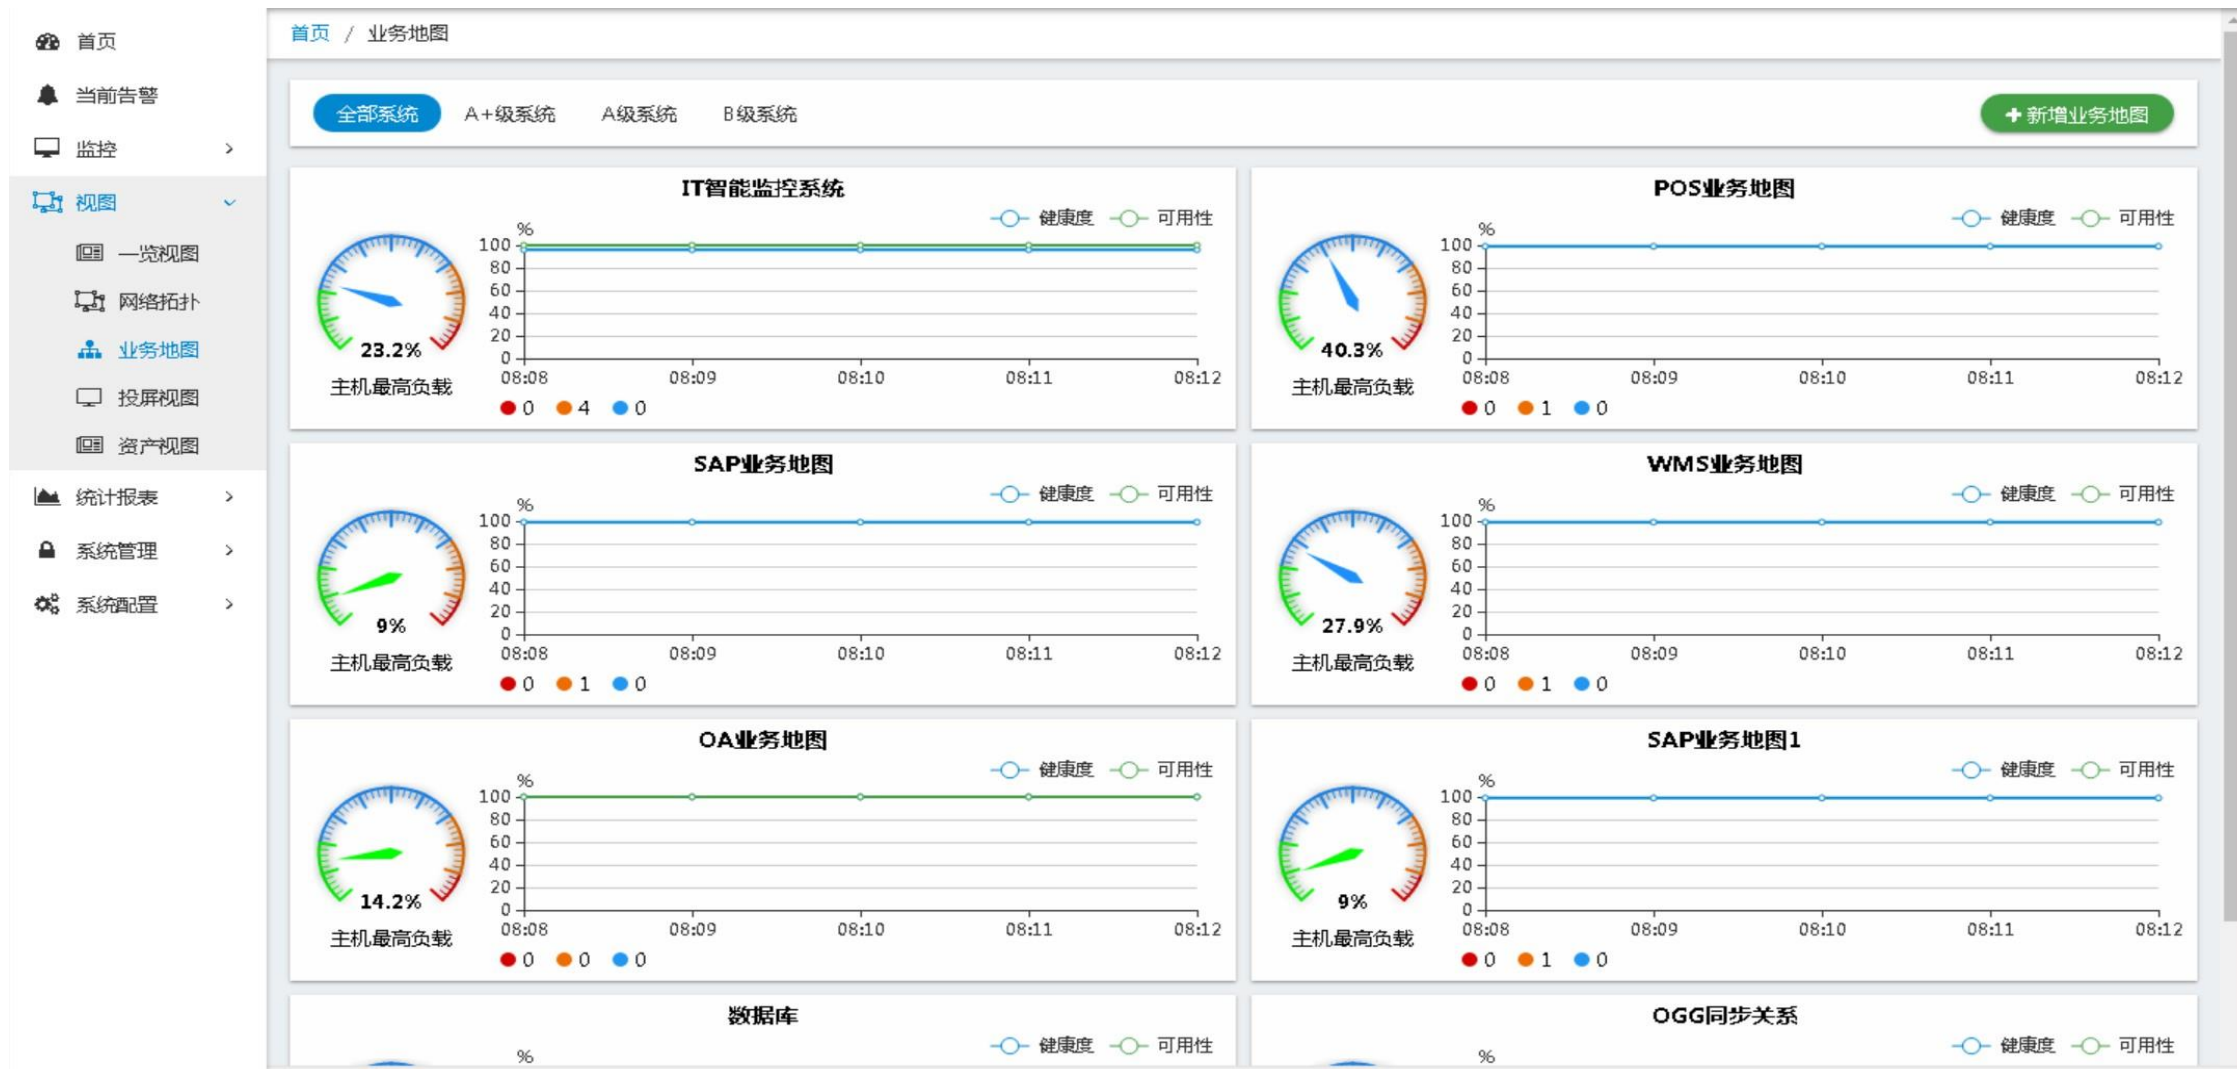 首页
当前告警
监控
视图
一览视图
网络拓扑
业务地图
投屏视图
资产视图
统计报表
系统管理
系统配置
首页 / 业务地图
全部系统 A+级系统 A级系统 B级系统
新增业务地图
IT智能监控系统
健康度 可用性
%
100
80
60
40
20
0
08:08 08:09 08:10 08:11 08:12
23.2%
主机最高负载
0 4 0
POS业务地图
健康度 可用性
%
100
80
60
40
20
0
08:08 08:09 08:10 08:11 08:12
40.3%
主机最高负载
0 1 0
SAP业务地图
健康度 可用性
%
100
80
60
40
20
0
08:08 08:09 08:10 08:11 08:12
9%
主机最高负载
0 1 0
WMS业务地图
健康度 可用性
%
100
80
60
40
20
0
08:08 08:09 08:10 08:11 08:12
27.9%
主机最高负载
0 1 0
OA业务地图
健康度 可用性
%
100
80
60
40
20
0
08:08 08:09 08:10 08:11 08:12
14.2%
主机最高负载
0 0 0
SAP业务地图1
健康度 可用性
%
100
80
60
40
20
0
08:08 08:09 08:10 08:11 08:12
9%
主机最高负载
0 1 0
数据库
健康度 可用性
%
OGG同步关系
健康度 可用性
%